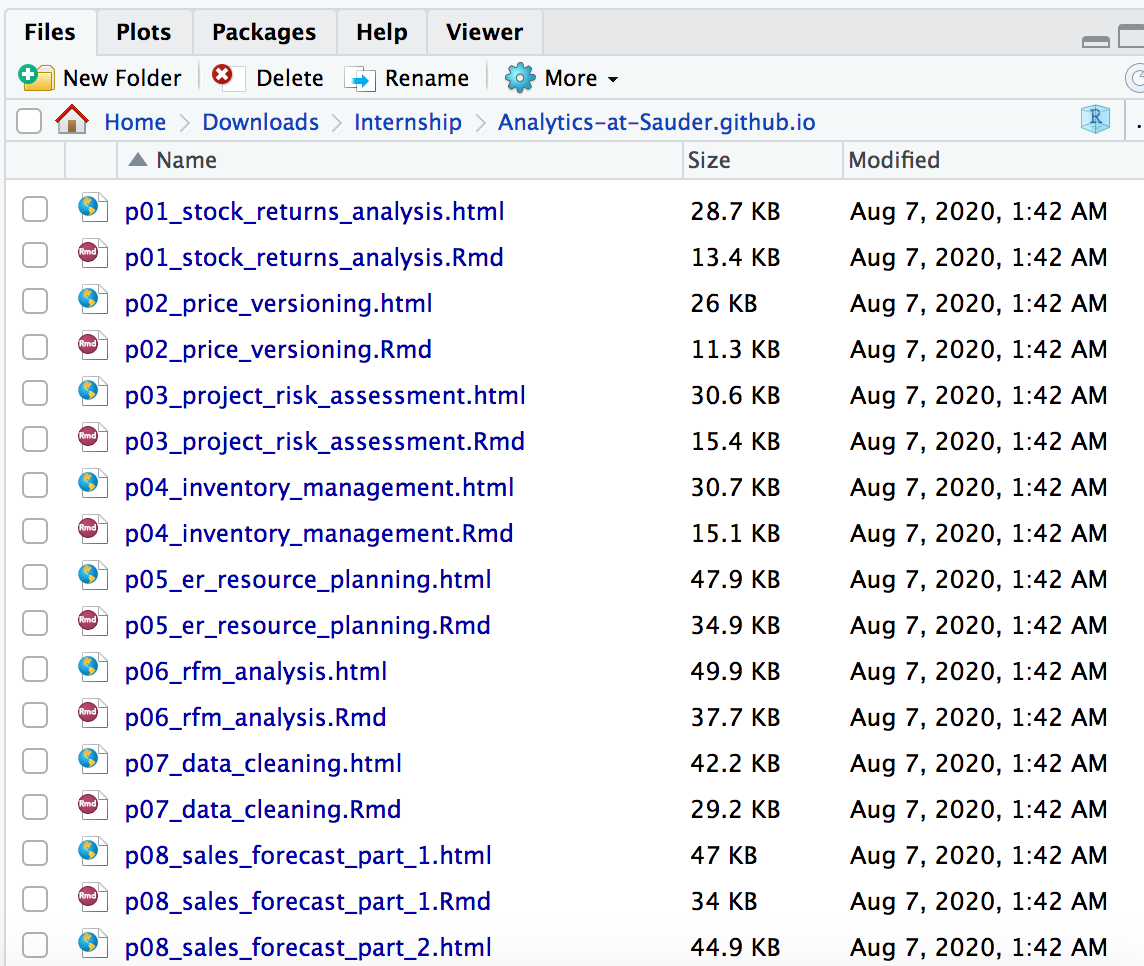 Files Plots Packages Help Viewer
New Folder Delete Rename More
Home Downloads Internship Analytics-at-Sauder.github.io R ...
Name Size Modified
p01_stock_returns_analysis.html 28.7 KB Aug 7, 2020, 1:42 AM
Rmd p01_stock_returns_analysis.Rmd 13.4 KB Aug 7, 2020, 1:42 AM
p02_price_versioning.html 26 KB Aug 7, 2020, 1:42 AM
Rmd p02_price_versioning.Rmd 11.3 KB Aug 7, 2020, 1:42 AM
p03_project_risk_assessment.html 30.6 KB Aug 7, 2020, 1:42 AM
Rmd p03_project_risk_assessment.Rmd 15.4 KB Aug 7, 2020, 1:42 AM
p04_inventory_management.html 30.7 KB Aug 7, 2020, 1:42 AM
Rmd p04_inventory_management.Rmd 15.1 KB Aug 7, 2020, 1:42 AM
p05_er_resource_planning.html 47.9 KB Aug 7, 2020, 1:42 AM
Rmd p05_er_resource_planning.Rmd 34.9 KB Aug 7, 2020, 1:42 AM
p06_rfm_analysis.html 49.9 KB Aug 7, 2020, 1:42 AM
Rmd p06_rfm_analysis.Rmd 37.7 KB Aug 7, 2020, 1:42 AM
p07_data_cleaning.html 42.2 KB Aug 7, 2020, 1:42 AM
Rmd p07_data_cleaning.Rmd 29.2 KB Aug 7, 2020, 1:42 AM
p08_sales_forecast_part_1.html 47 KB Aug 7, 2020, 1:42 AM
Rmd p08_sales_forecast_part_1.Rmd 34 KB Aug 7, 2020, 1:42 AM
p08_sales_forecast_part_2.html 44.9 KB Aug 7, 2020, 1:42 AM